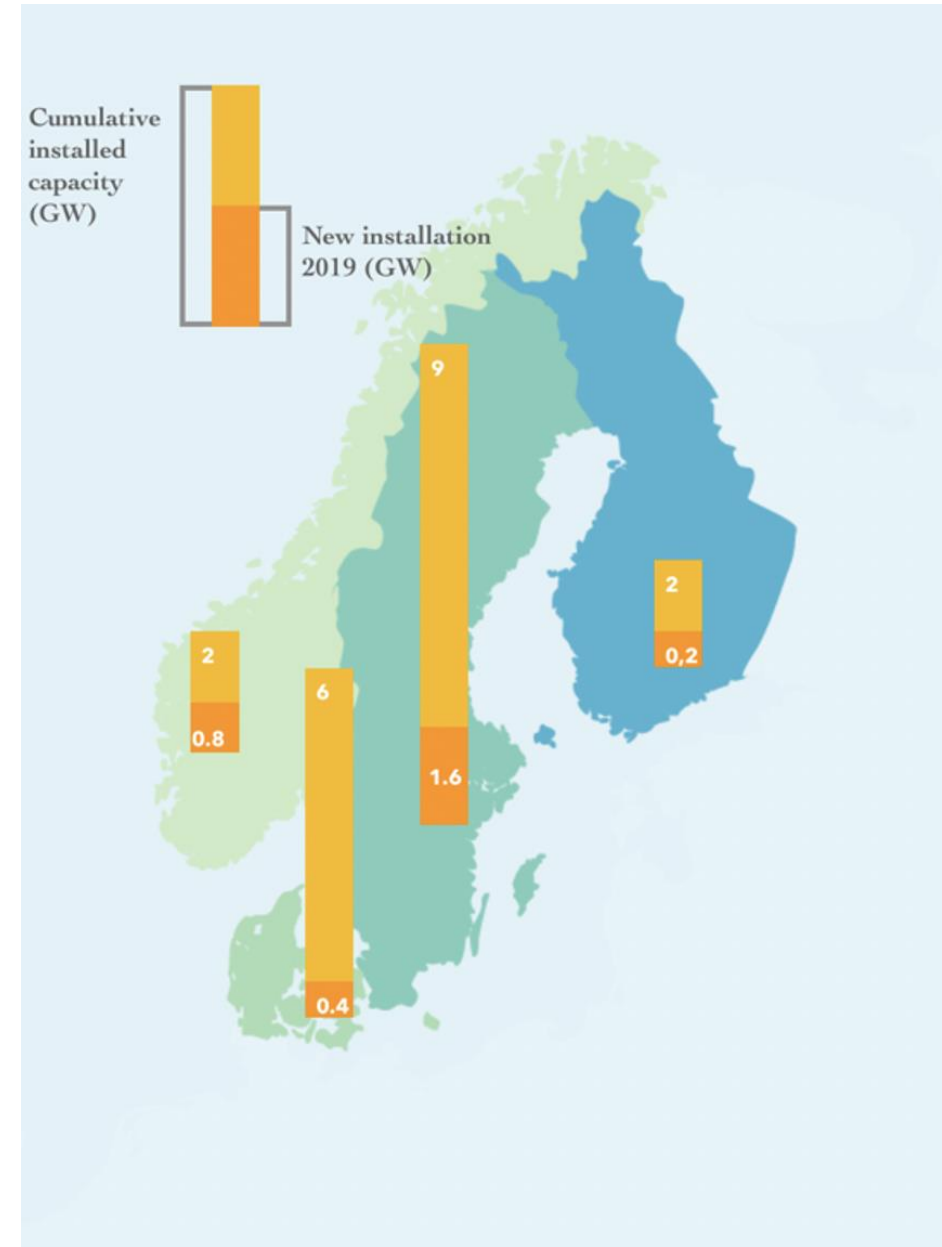 Cumulative
installed
capacity
(GW)
New installation
2019 (GW)
9
2
2
0,2
6
0.8
1.6
0.4